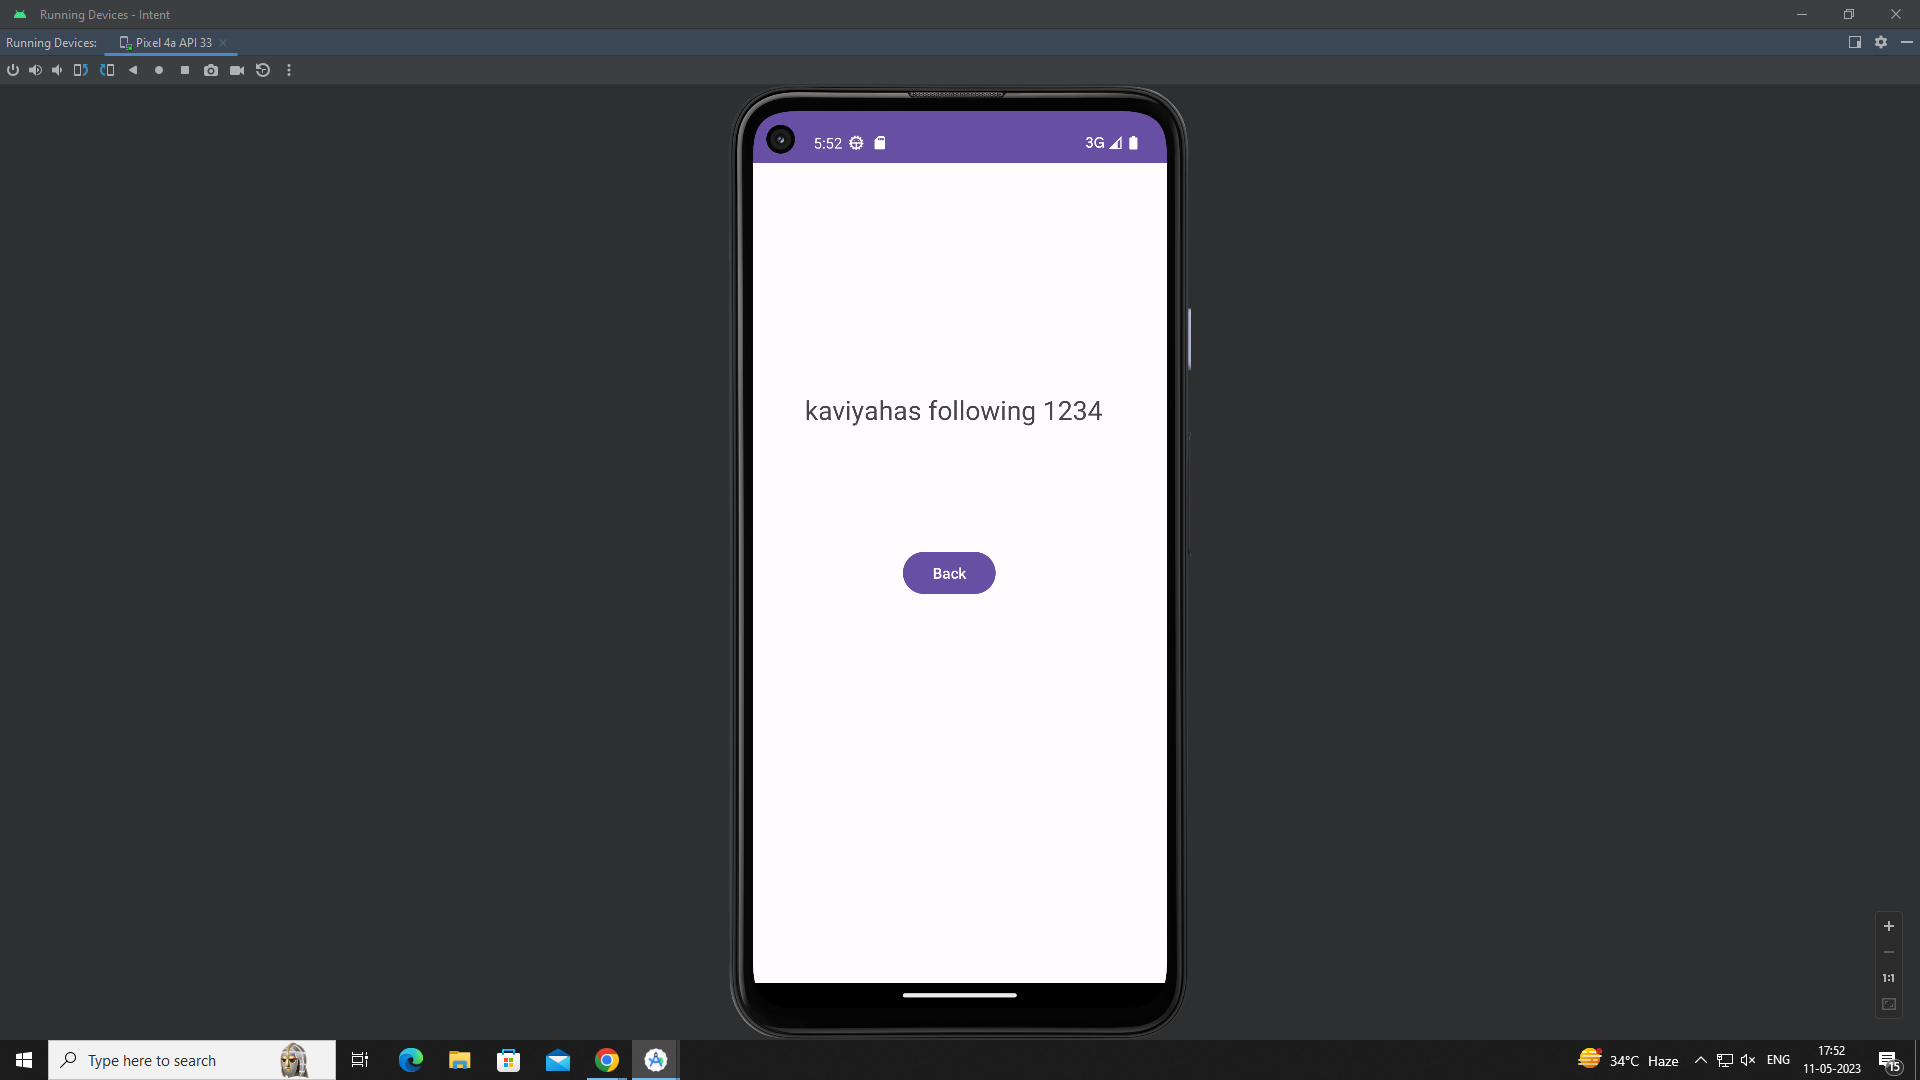 Running Devices - Intent
Running Devices: Pixel 4a API 33
5:52 3G
kaviyahas following 1234
Back
1:1
Type here to search
34°C Haze
ENG
17:52
11-05-2023
15